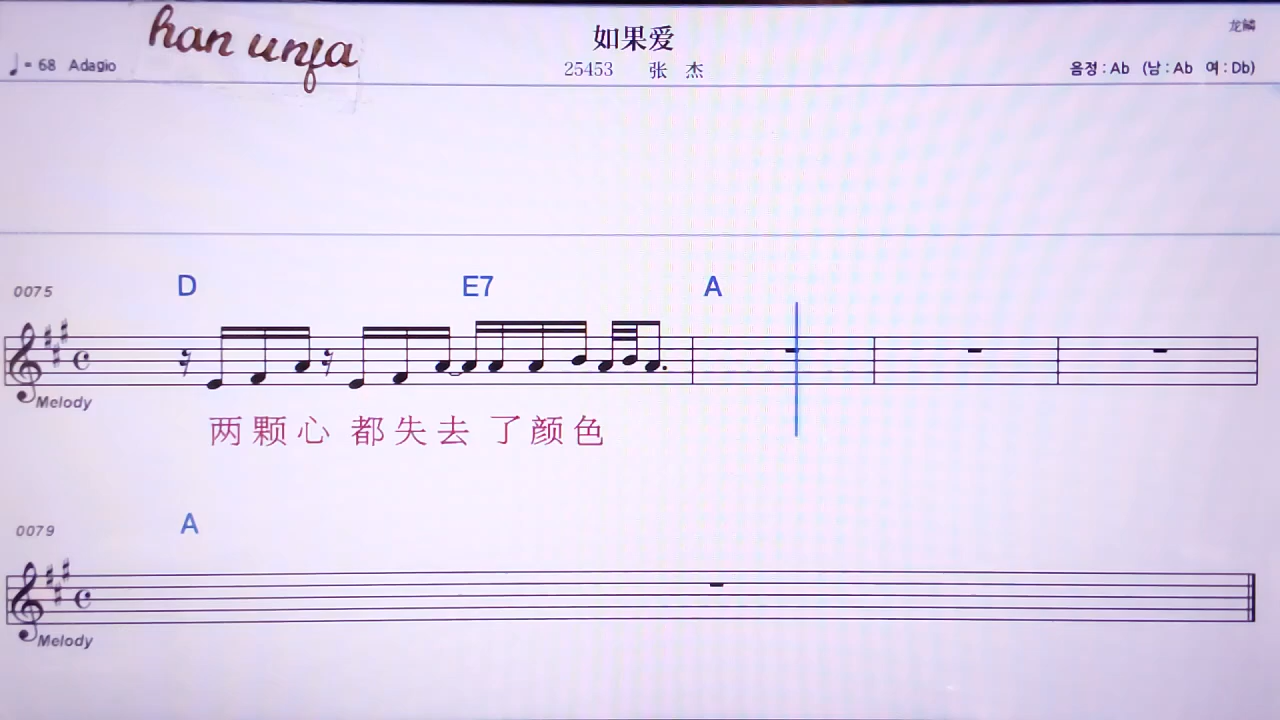 han unfa
如果爱
龙鳞
♩= 68 Adagio
25453 张 杰
음정 : Ab (남 : Ab 여 : Db)
0075
D E7 A
Melody
两 颗 心 都 失 去 了 颜 色
0079
A
Melody